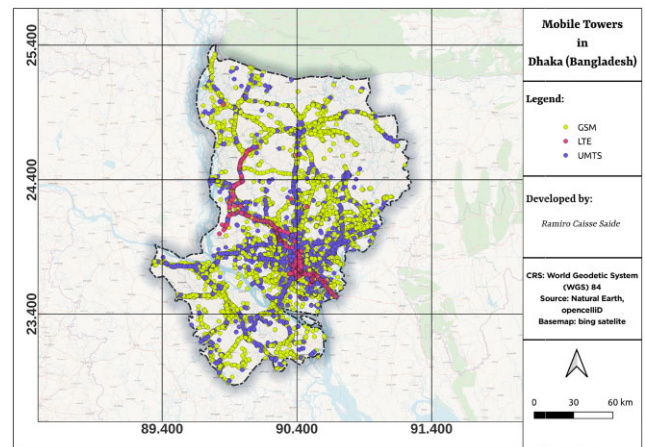 Mobile Towers
in
Dhaka (Bangladesh)
Legend:
GSM
LTE
UMTS
Developed by:
Ramiro Caisse Saide
CRS: World Geodetic System
(WGS) 84
Source: Natural Earth,
opencelliD
Basemap: bing satelite
0 30 60 km
25.400
24.400
23.400
89.400 90.400 91.400